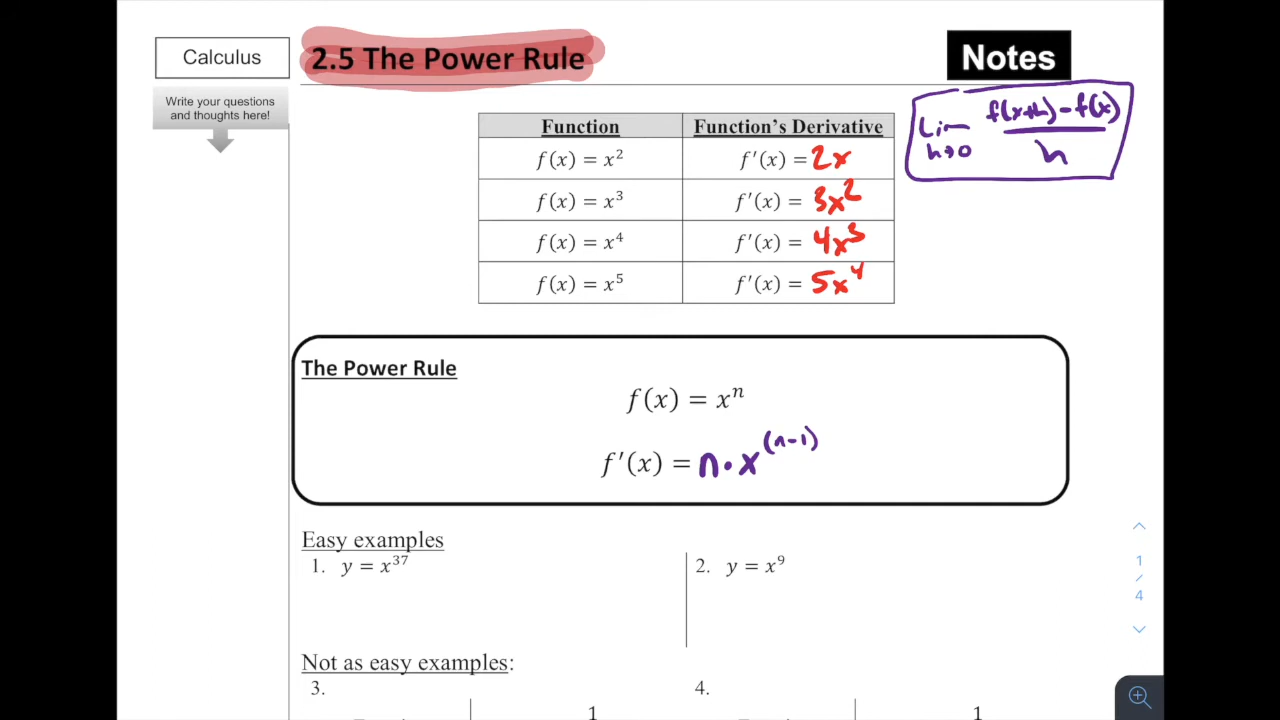 Calculus
2.5 The Power Rule
Notes
Write your questions
and thoughts here!
Lim h→0 f(x+h) - f(x) / h
Function Function's Derivative
f(x) = x² f′(x) = 2x
f(x) = x³ f′(x) = 3x²
f(x) = x⁴ f′(x) = 4x³
f(x) = x⁵ f′(x) = 5x⁴
The Power Rule
f(x) = xⁿ
f′(x) = n·x⁽ⁿ⁻¹⁾
Easy examples
1. y = x³⁷ 2. y = x⁹
Not as easy examples:
3. 4.
1 1
1
/
4